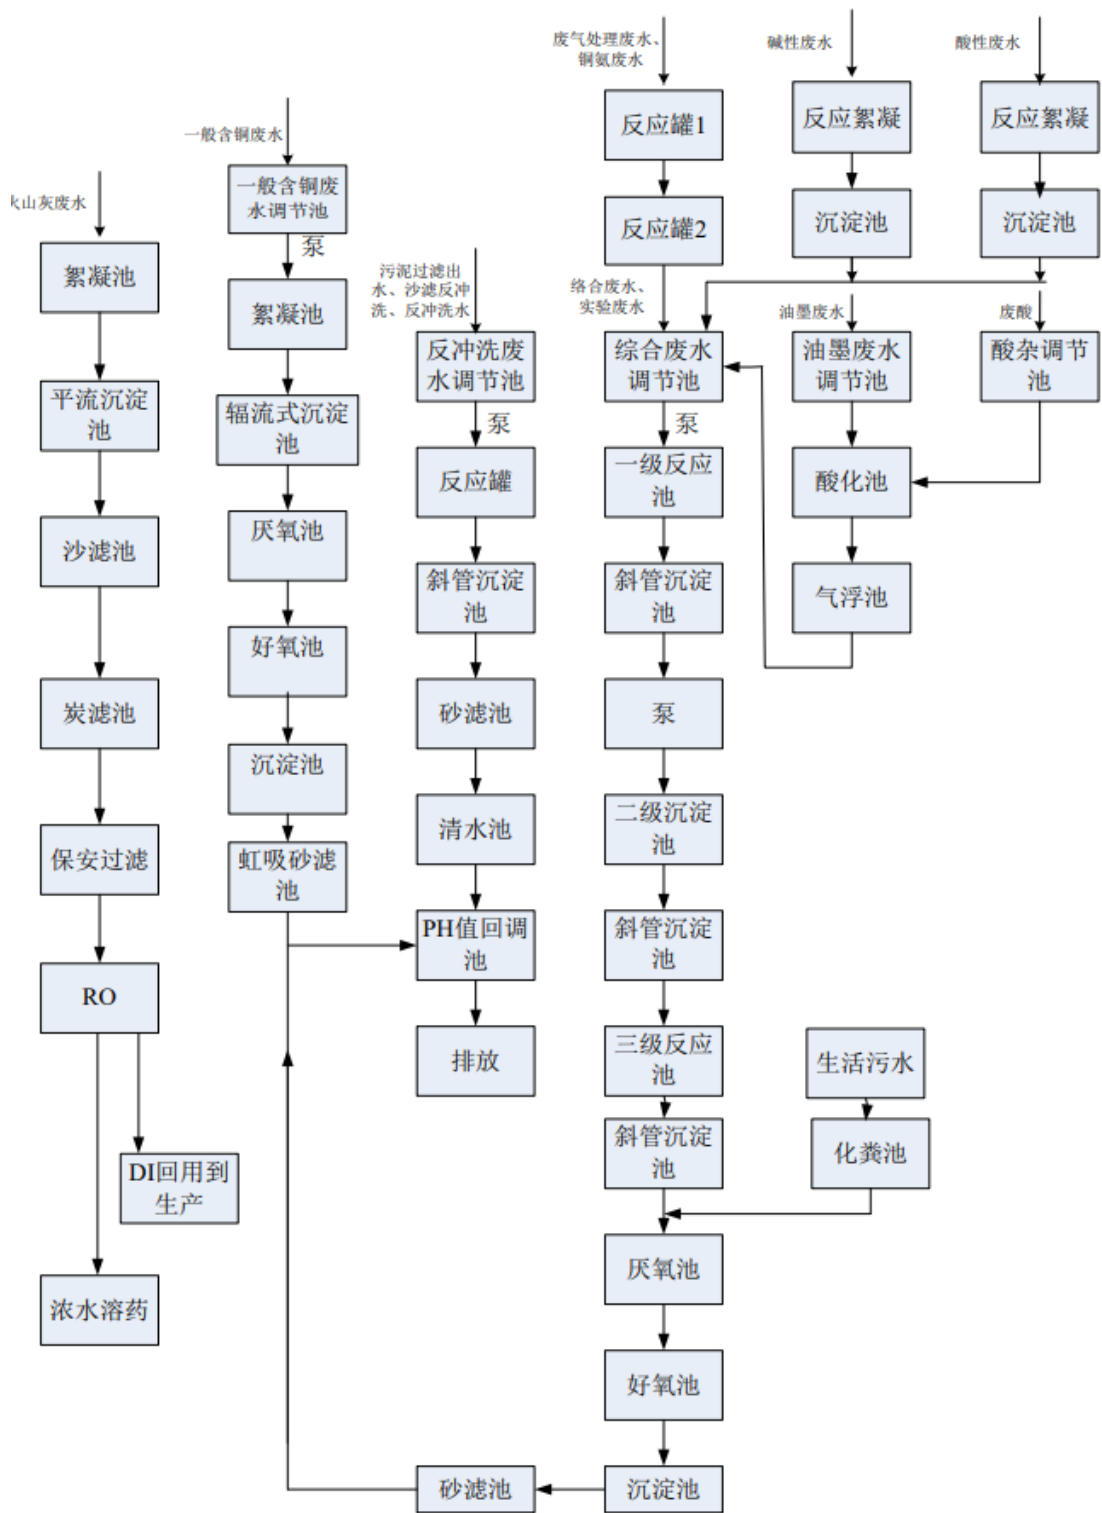 火山灰废水
絮凝池
平流沉淀
池
沙滤池
炭滤池
保安过滤
RO
DI回用到
生产
浓水溶药
一般含铜废水
一般含铜废
水调节池
泵
絮凝池
辐流式沉淀
池
厌氧池
好氧池
沉淀池
虹吸砂滤
池
污泥过滤出
水、沙滤反冲
洗、反冲洗水
反冲洗废
水调节池
泵
反应罐
斜管沉淀
池
砂滤池
清水池
PH值回调
池
排放
废气处理废水、
铜氨废水
反应罐1
反应罐2
络合废水、
实验废水
综合废水
调节池
泵
一级反应
池
斜管沉淀
池
泵
二级沉淀
池
斜管沉淀
池
三级反应
池
斜管沉淀
池
厌氧池
好氧池
沉淀池
砂滤池
碱性废水
反应絮凝
沉淀池
油墨废水
油墨废水
调节池
酸化池
气浮池
酸性废水
反应絮凝
沉淀池
废酸
酸杂调节
池
生活污水
化粪池